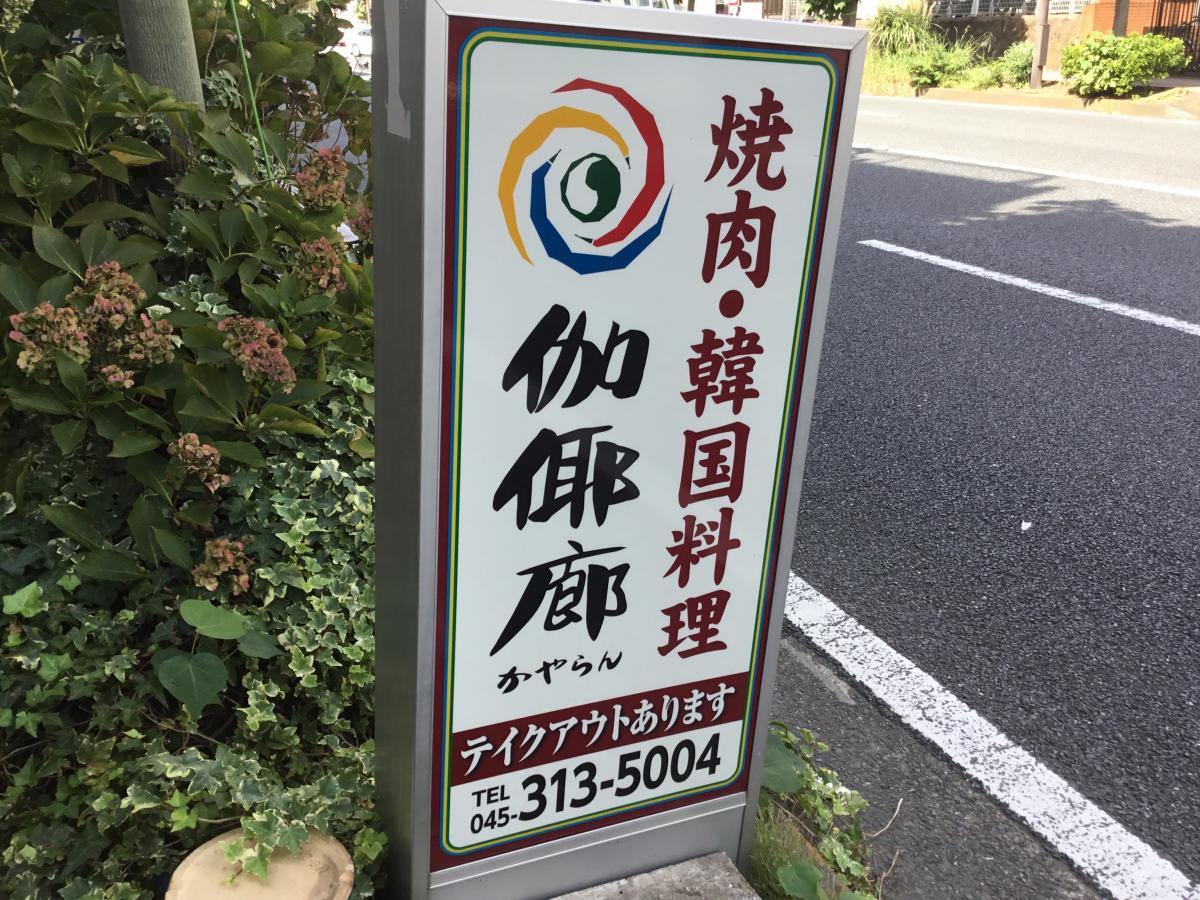 焼肉・韓国料理
伽倻廊
かやらん
テイクアウトあります
TEL
045-313-5004